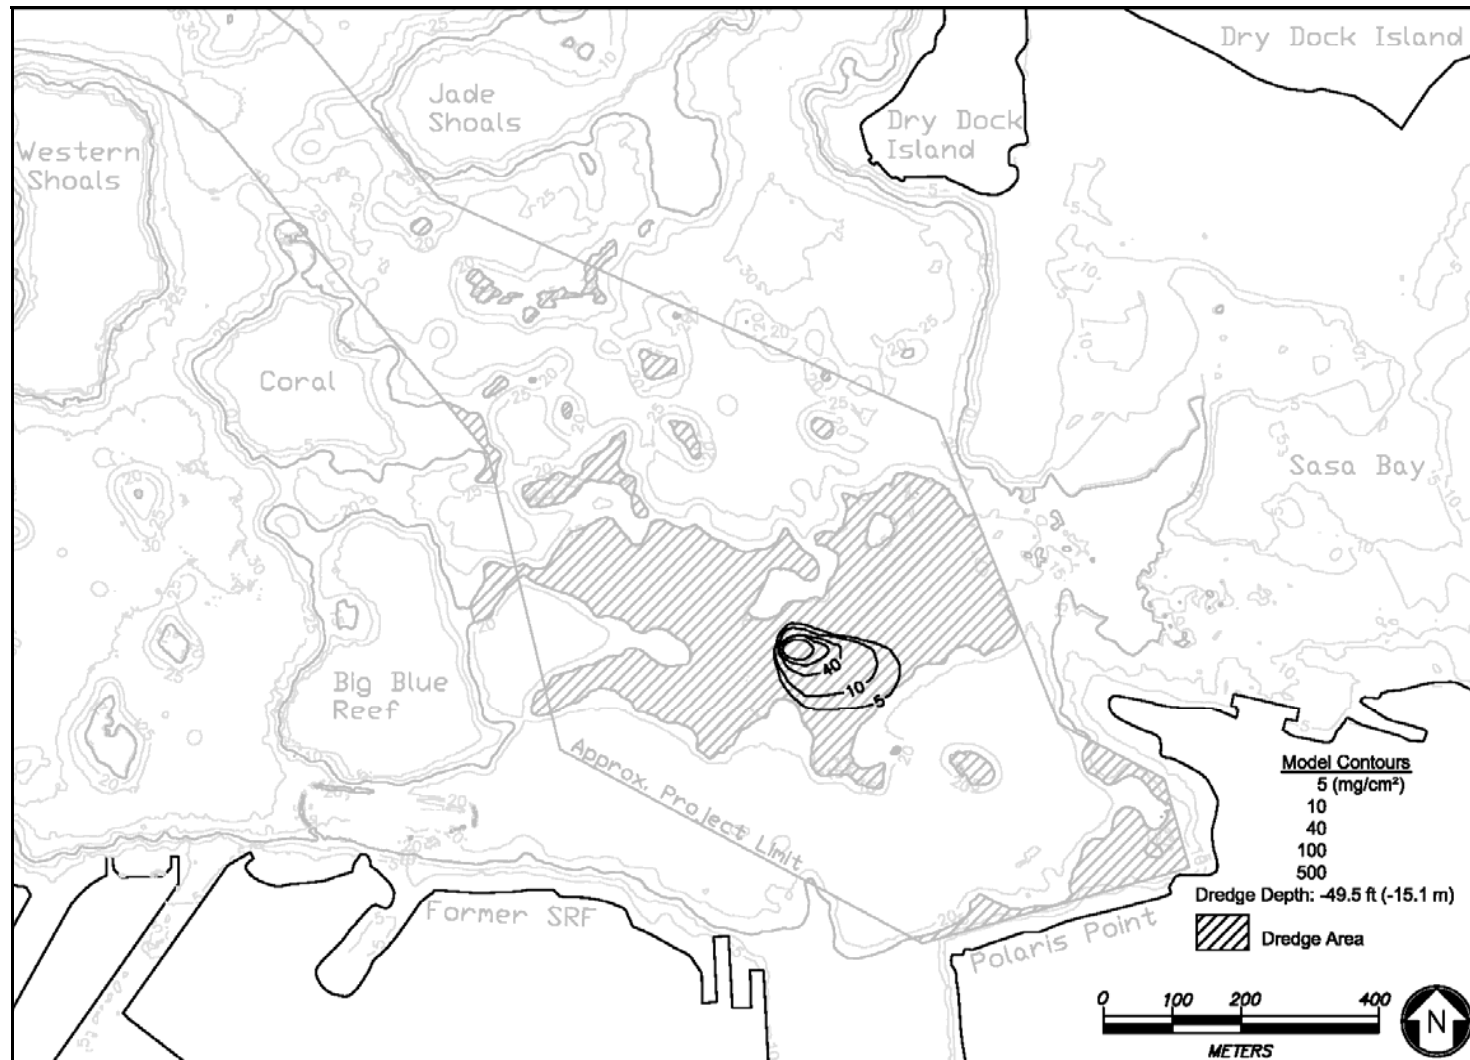 Dry Dock Island
Jade
Shoals
Dry Dock
Island
Western
Shoals
Coral
Sasa Bay
Big Blue
Reef
40
10
5
Approx. Project Limit
Former SRF
Polaris Point
Model Contours
5 (mg/cm²)
10
40
100
500
Dredge Depth: -49.5 ft (-15.1 m)
Dredge Area
0 100 200 400
METERS
N